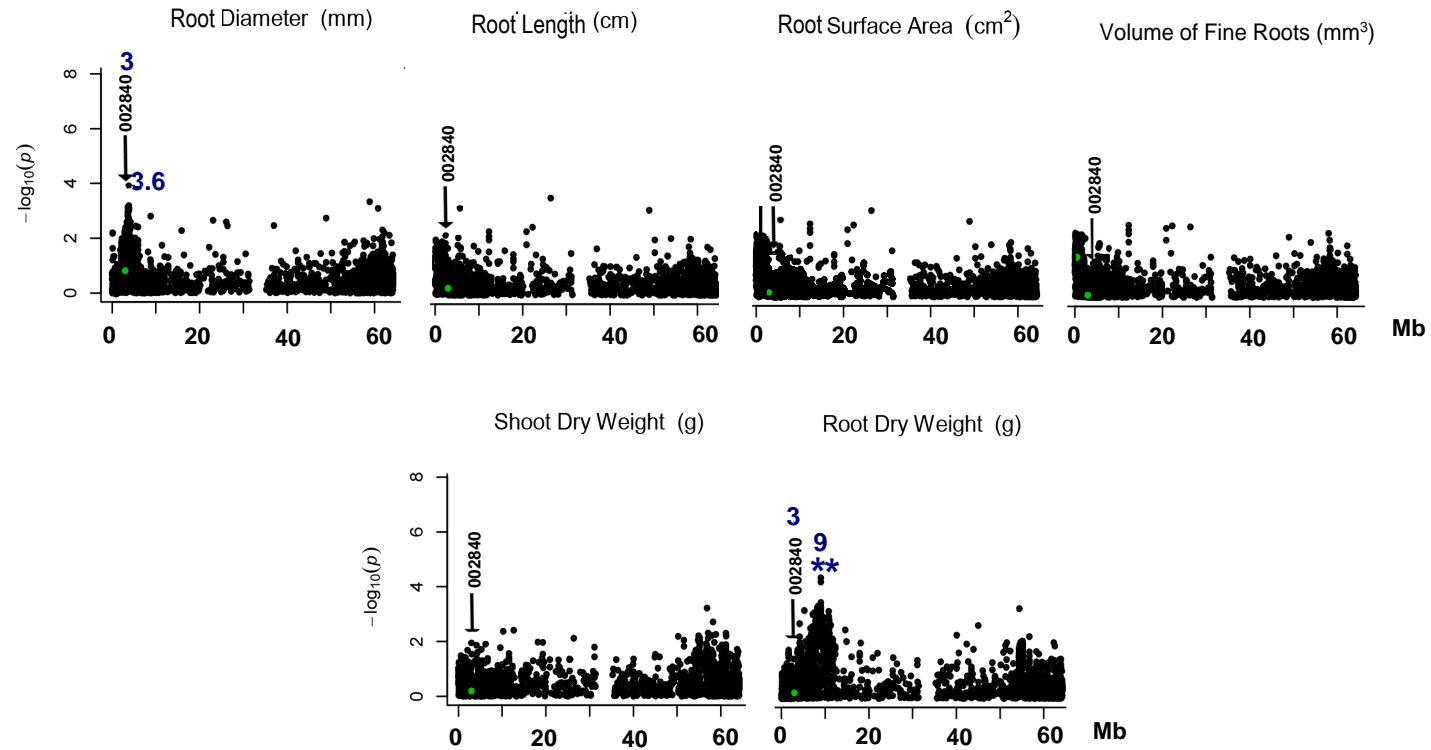 Root Diameter (mm)
Root Length (cm)
Root Surface Area (cm²)
Volume of Fine Roots (mm³)
−log₁₀(p)
8
6
4
2
0
3
002840
3.6
002840
002840
002840
0 20 40 60
0 20 40 60
0 20 40 60
0 20 40 60
Mb
Shoot Dry Weight (g)
Root Dry Weight (g)
−log₁₀(p)
8
6
4
2
0
002840
3
002840
9
**
0 20 40 60
0 20 40 60
Mb